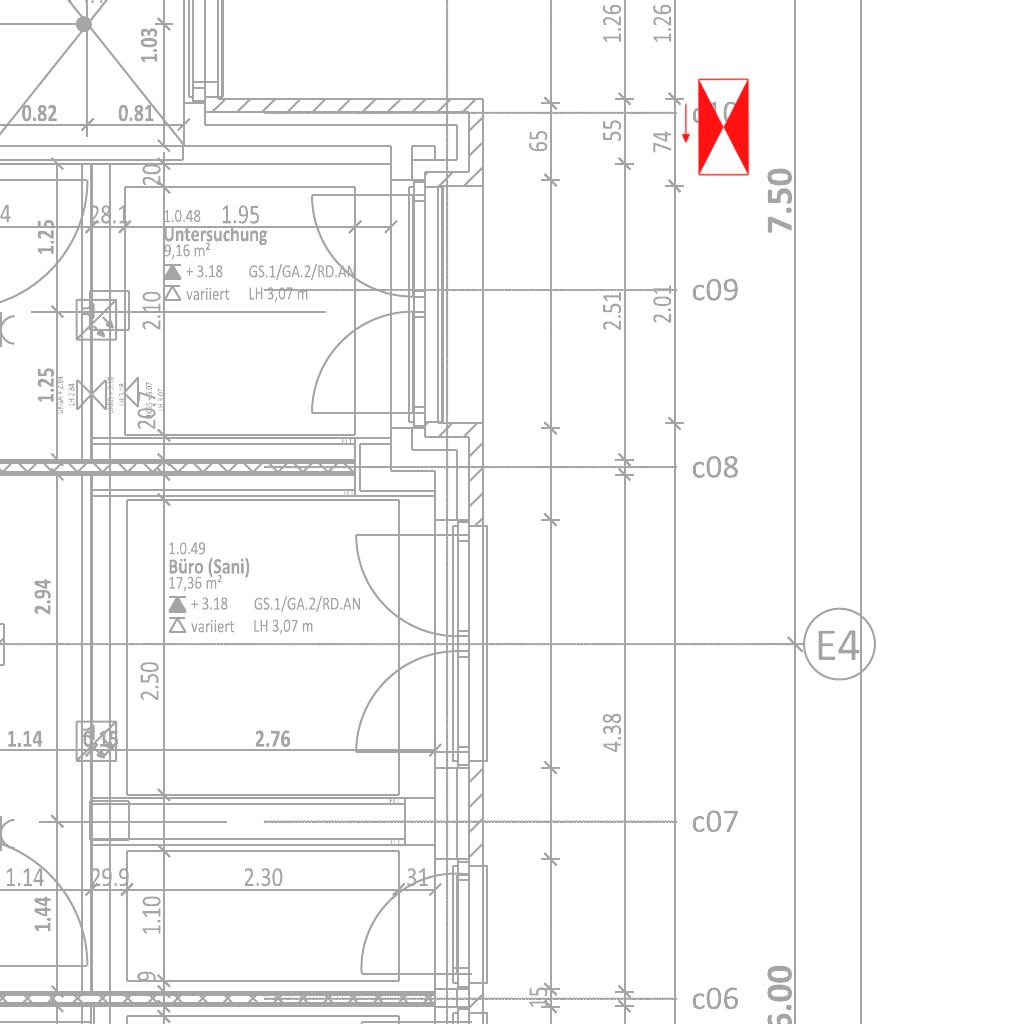 1.26
1.26
1.03
c10
0.82
0.81
65
55
74
20
7.50
4
28.1
1.25
1.0.48
1.95
Untersuchung
9,16 m²
+ 3.18 GS.1/GA.2/RD.AN
variiert LH 3,07 m
c09
2.10
2.51
2.01
1.25
20.7
c08
1.0.49
Büro (Sani)
17,36 m²
+ 3.18 GS.1/GA.2/RD.AN
variiert LH 3,07 m
2.94
E4
2.50
4.38
1.14
0.15
2.76
c07
1.14
29.9
2.30
31
1.44
1.10
9
15
c06
6.00